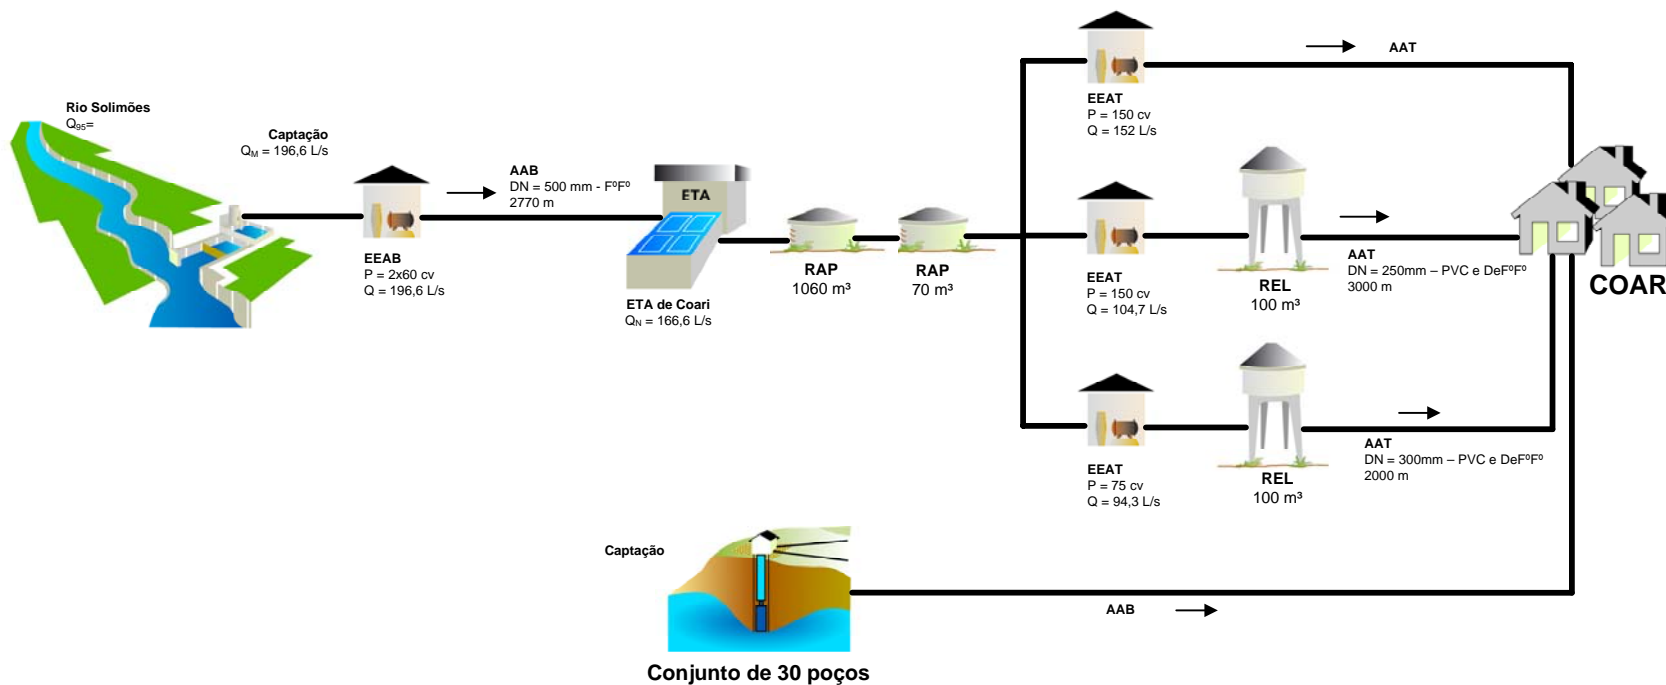 Rio Solimões
Q95=
Captação
QM = 196,6 L/s
EEAB
P = 2x60 cv
Q = 196,6 L/s
AAB
DN = 500 mm - FºFº
2770 m
ETA
ETA de Coari
QN = 166,6 L/s
RAP
1060 m³
RAP
70 m³
EEAT
P = 150 cv
Q = 152 L/s
AAT
EEAT
P = 150 cv
Q = 104,7 L/s
REL
100 m³
AAT
DN = 250mm – PVC e DeFºFº
3000 m
COAR
EEAT
P = 75 cv
Q = 94,3 L/s
REL
100 m³
AAT
DN = 300mm – PVC e DeFºFº
2000 m
Captação
AAB
Conjunto de 30 poços